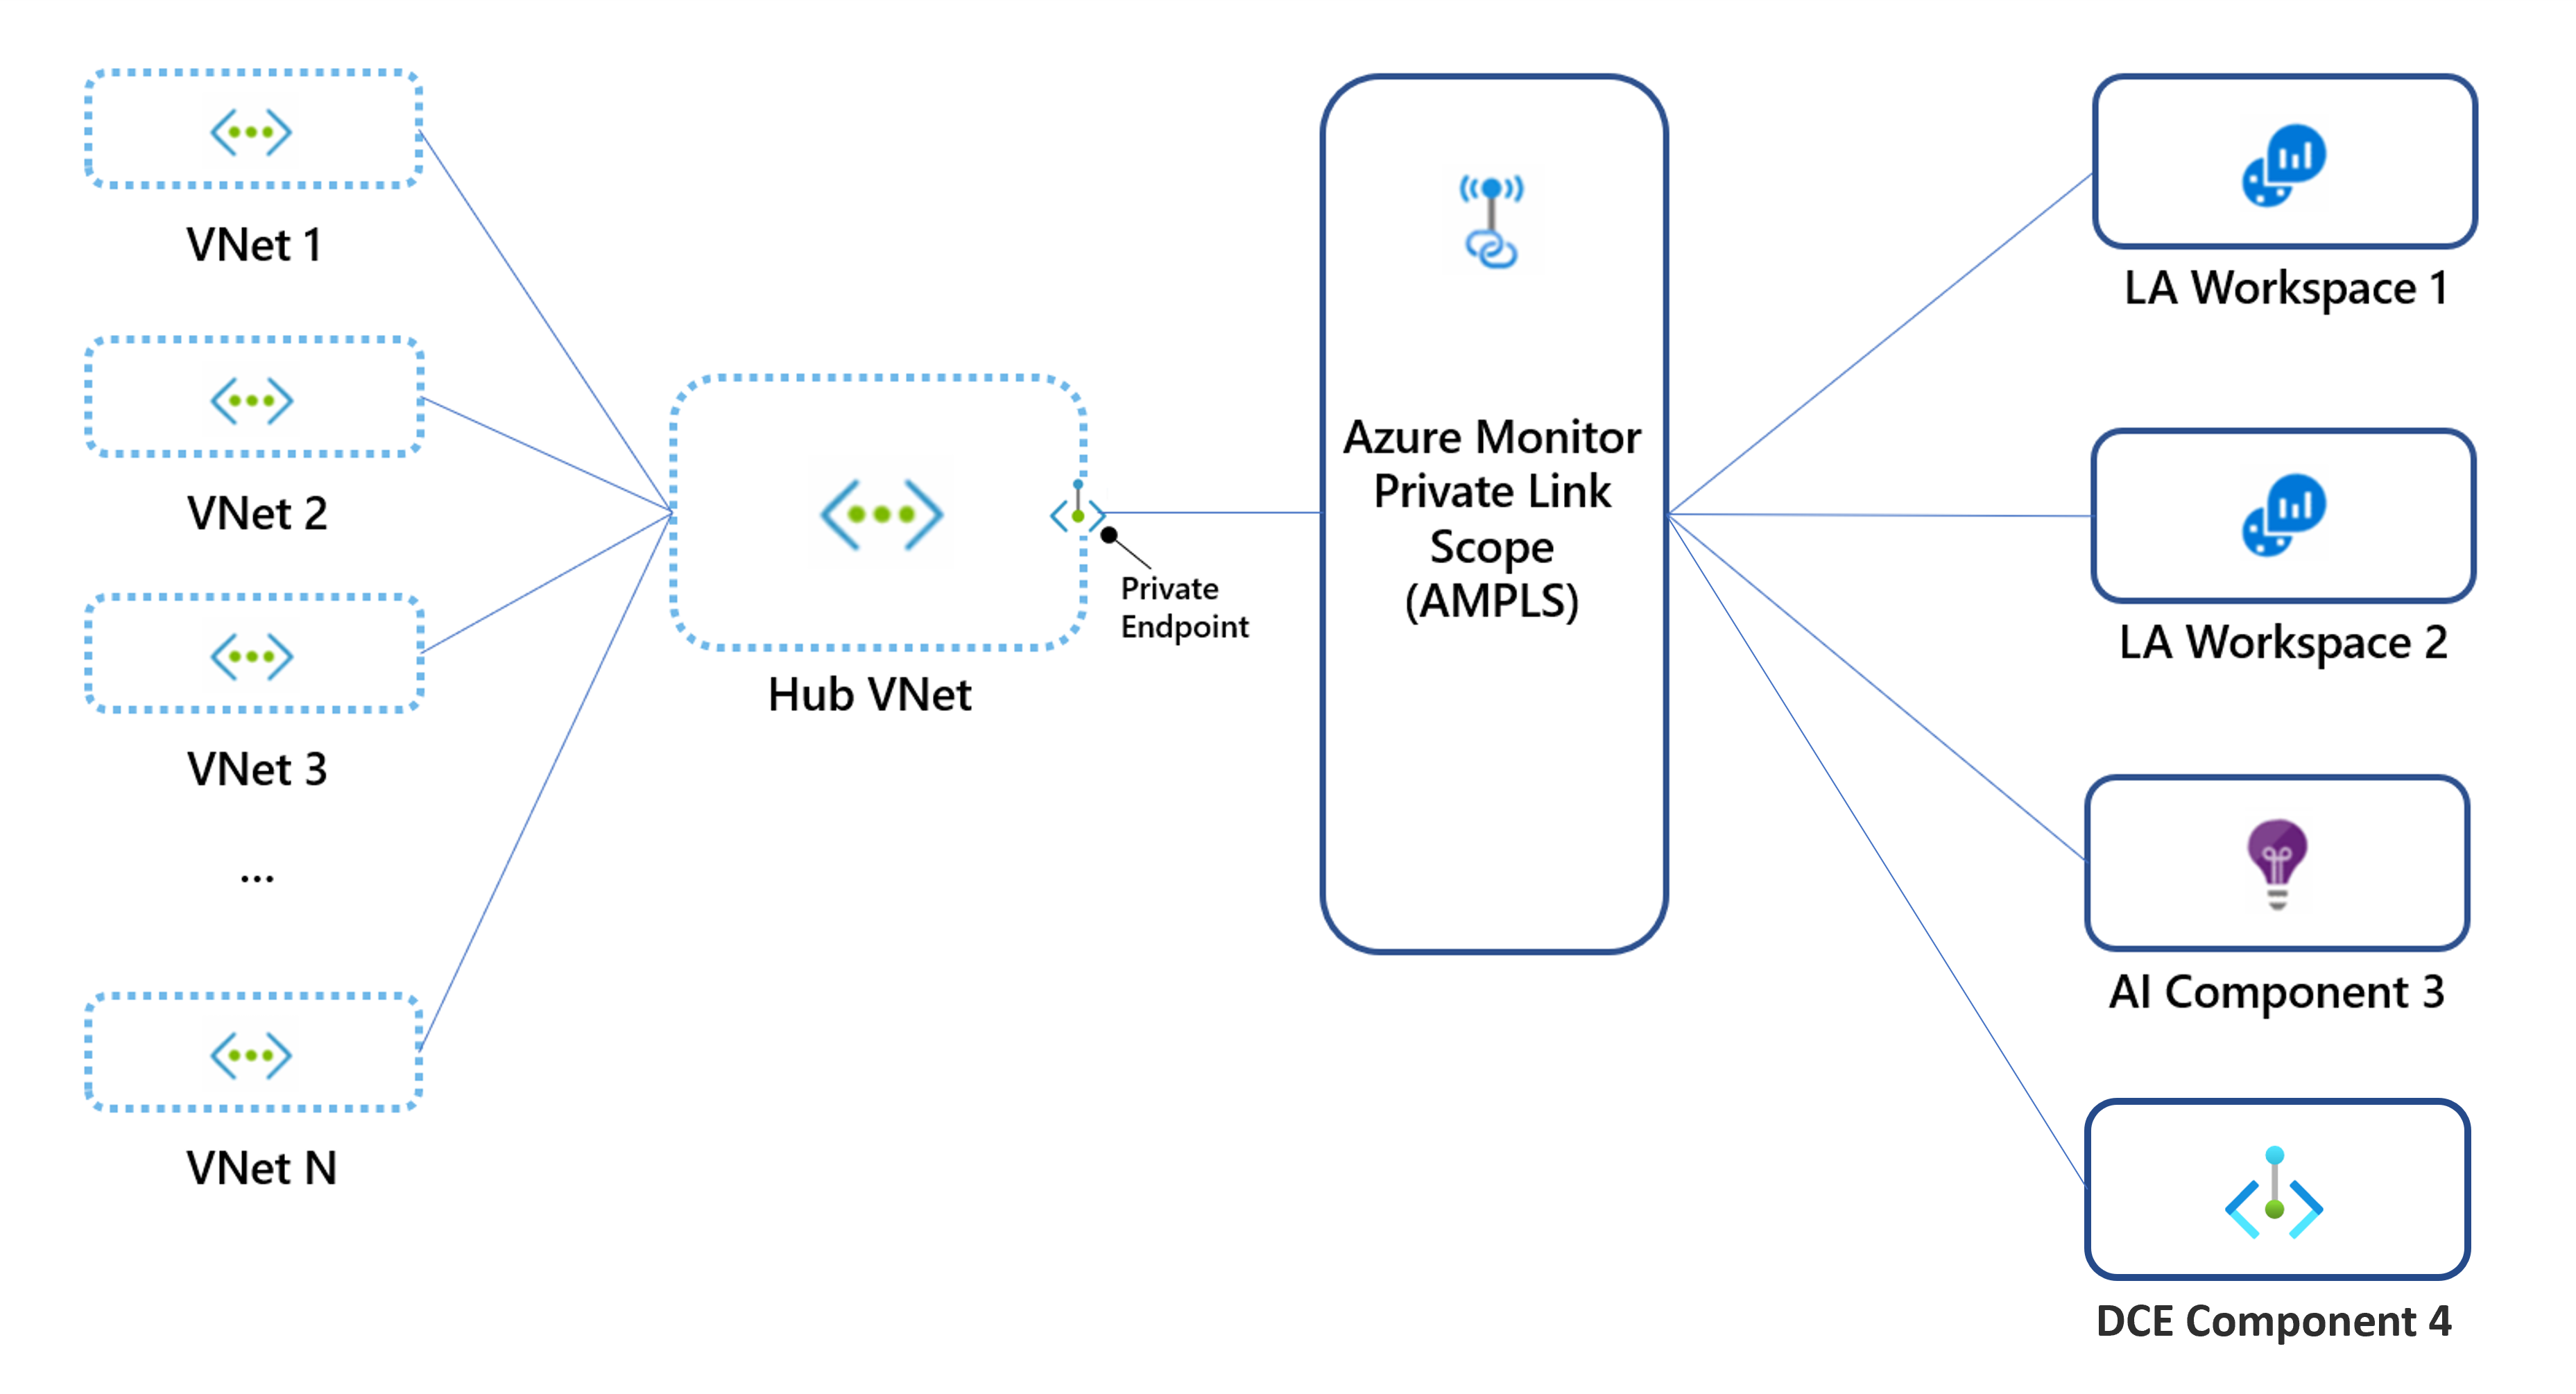 VNet 1
VNet 2
VNet 3
...
VNet N
Hub VNet
Private
Endpoint
Azure Monitor
Private Link
Scope
(AMPLS)
LA Workspace 1
LA Workspace 2
AI Component 3
DCE Component 4